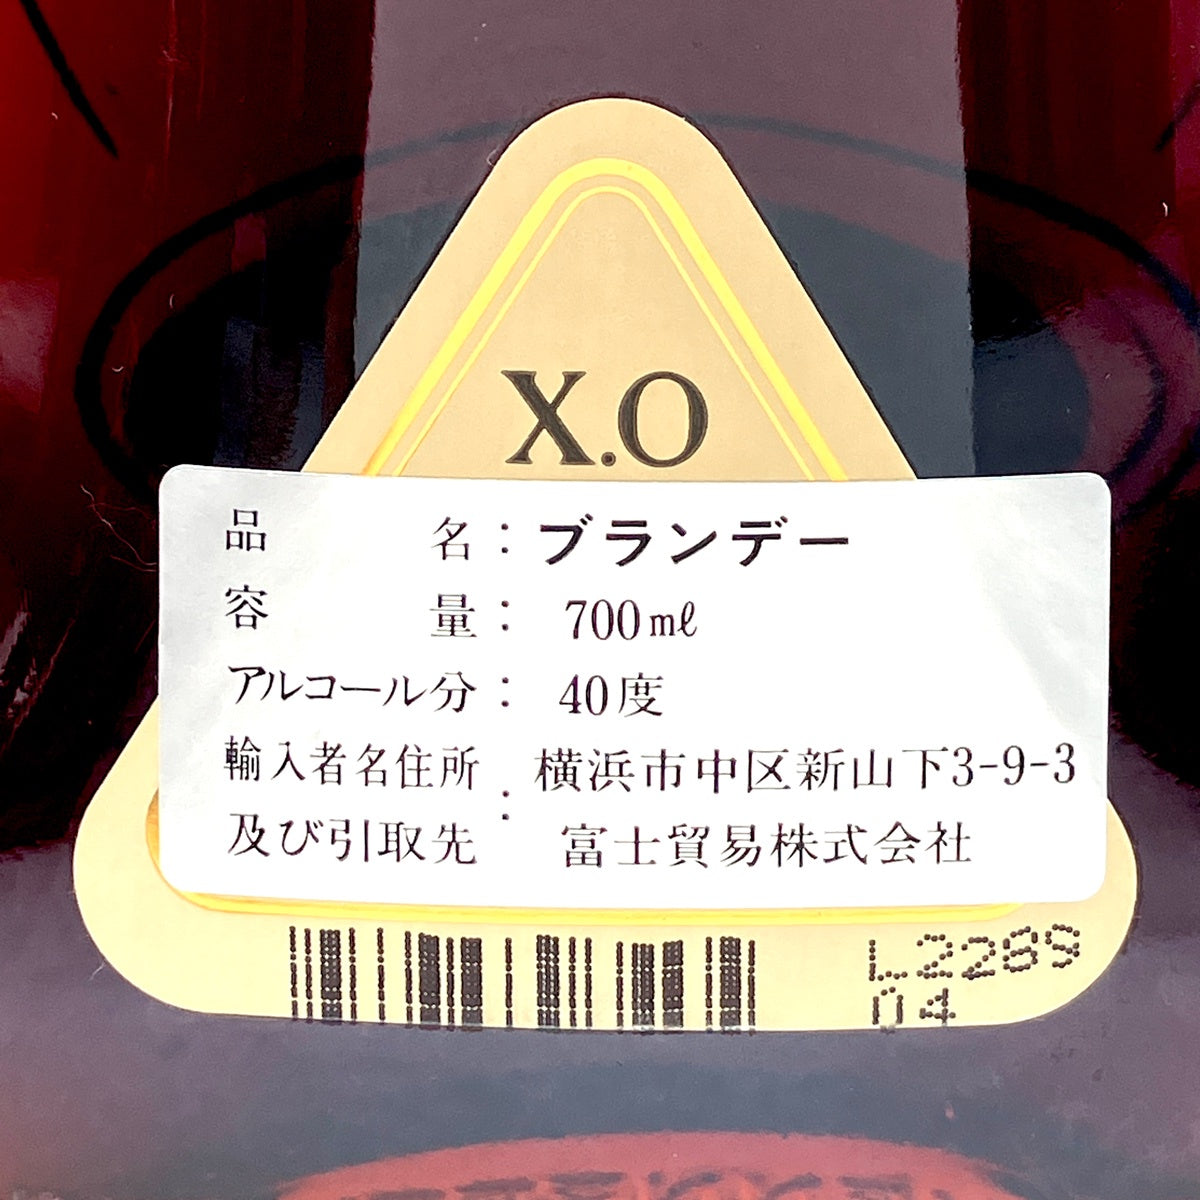 X.O
品名：ブランデー
容量：700mℓ
アルコール分：40度
輸入者名住所及び引取先：横浜市中区新山下3-9-3
富士貿易株式会社
L2289
04